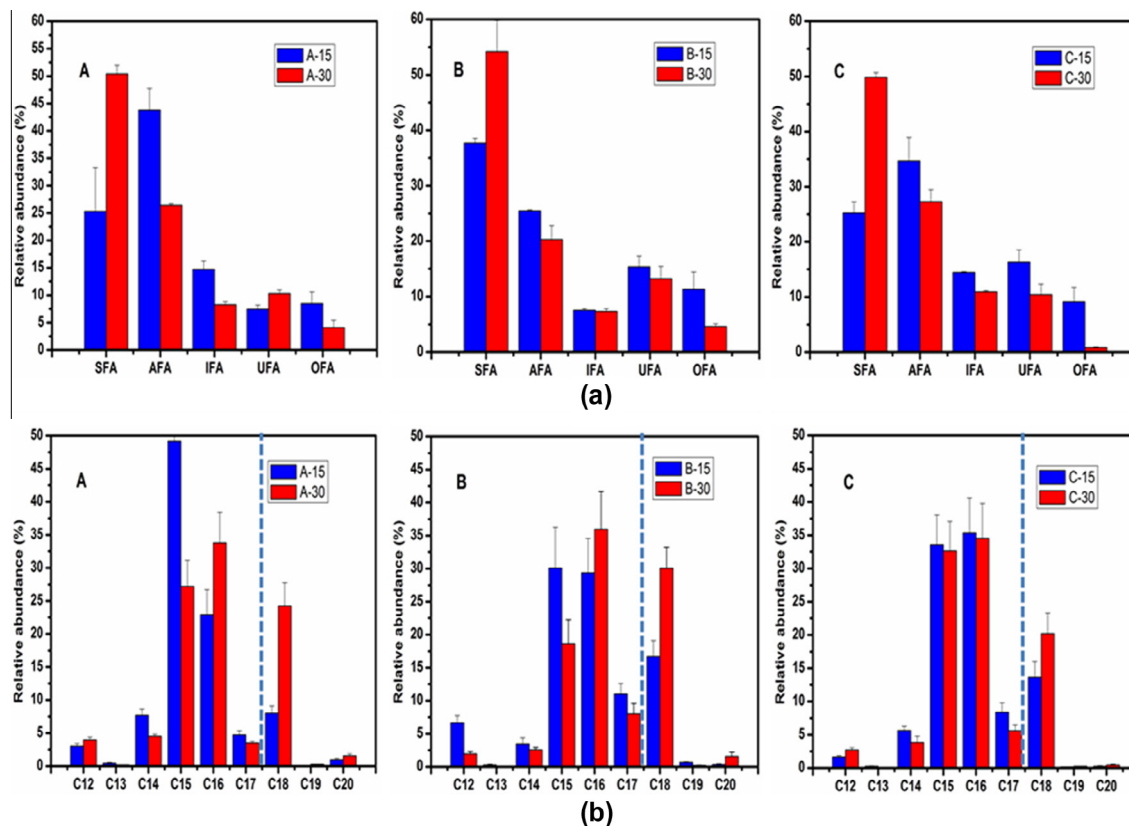 60
55
50
45
40
35
30
25
20
15
10
5
0
Relative abundance (%)
A
A-15
A-30
SFA AFA IFA UFA OFA
60
50
40
30
20
10
0
Relative abundance (%)
B
B-15
B-30
SFA AFA IFA UFA OFA
60
50
40
30
20
10
0
Relative abundance (%)
C
C-15
C-30
SFA AFA IFA UFA OFA
(a)
50
45
40
35
30
25
20
15
10
5
0
Relative abundance (%)
A
A-15
A-30
C12 C13 C14 C15 C16 C17 C18 C19 C20
50
45
40
35
30
25
20
15
10
5
0
Relative abundance (%)
B
B-15
B-30
C12 C13 C14 C15 C16 C17 C18 C19 C20
50
45
40
35
30
25
20
15
10
5
0
Relative abundance (%)
C
C-15
C-30
C12 C13 C14 C15 C16 C17 C18 C19 C20
(b)